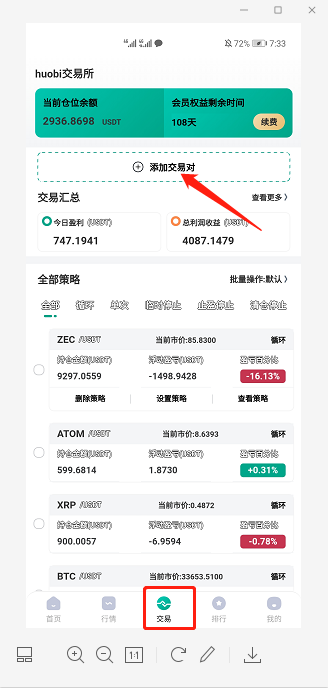 72% 7:33
huobi交易所
当前仓位余额 会员权益剩余时间
2936.8698 USDT 108天 续费
添加交易对
交易汇总 查看更多
今日盈利 (USDT) 总利润收益 (USDT)
747.1941 4087.1479
全部策略 批量操作:默认
全部 循环 单次 临时停止 止盈停止 清仓停止
ZEC /USDT 当前市价:85.8300 循环
持仓金额(USDT) 浮动盈亏(USDT) 盈亏百分比
9297.0559 -1498.9428 -16.13%
删除策略 设置策略 查看策略
ATOM /USDT 当前市价:8.6393 循环
持仓金额(USDT) 浮动盈亏(USDT) 盈亏百分比
599.6814 1.8730 +0.31%
XRP /USDT 当前市价:0.4872 循环
持仓金额(USDT) 浮动盈亏(USDT) 盈亏百分比
900.0057 -6.9594 -0.78%
BTC /USDT 当前市价:33653.5100 循环
首页 行情 交易 排行 我的
1:1